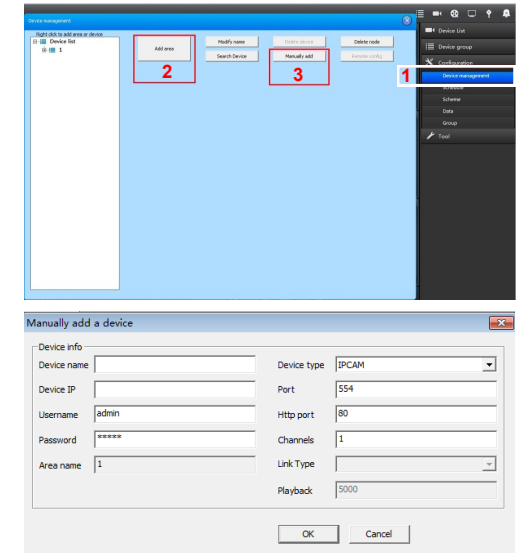 Device management
Right click to add area or device
Device list
1
Add area
Modify name
Delete device
Delete node
Search Device
Manually add
Remote config
2
3
1
Device List
Device group
Configuration
Device management
Schedule
Scheme
Data
Group
Tool
Manually add a device
Device info
Device name
Device type IPCAM
Device IP
Port 554
Username admin
Http port 80
Password *****
Channels 1
Area name 1
Link Type
Playback 5000
OK Cancel